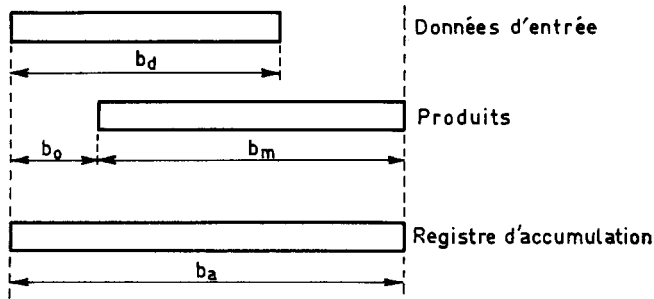 Données d'entrée
b_d
Produits
b_o b_m
Registre d'accumulation
b_a